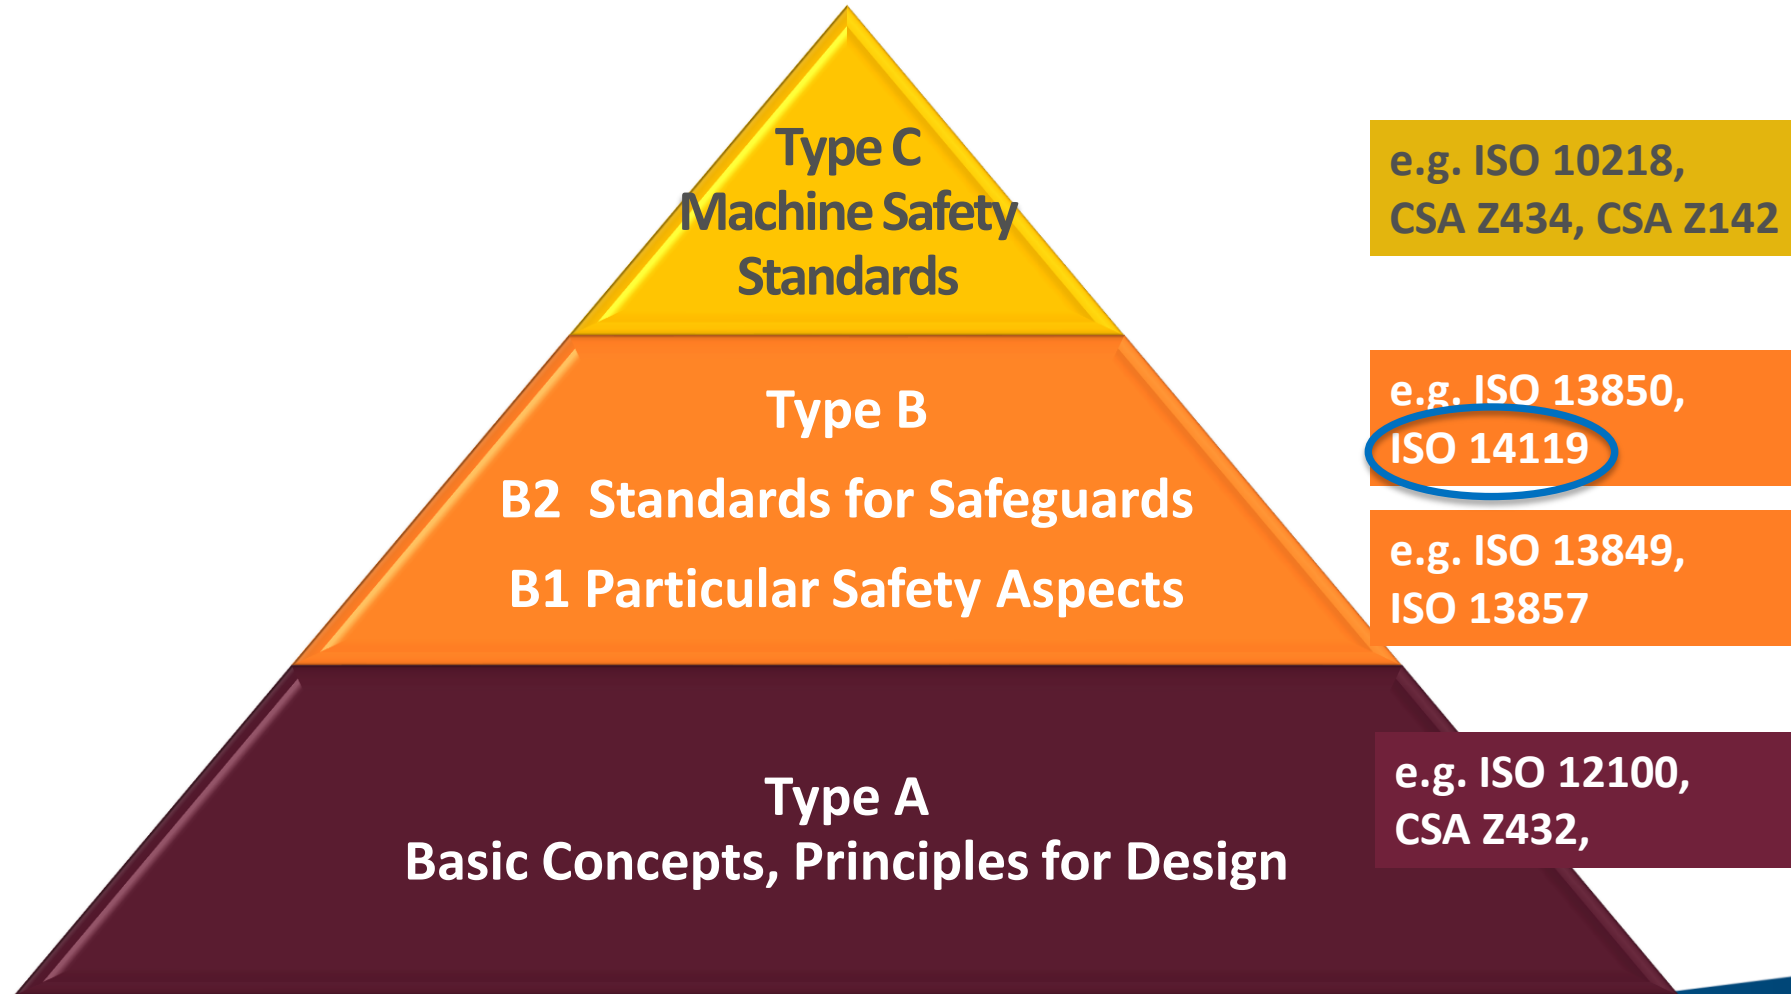 Type C
Machine Safety
Standards
e.g. ISO 10218,
CSA Z434, CSA Z142
Type B
B2  Standards for Safeguards
B1 Particular Safety Aspects
e.g. ISO 13850,
ISO 14119
e.g. ISO 13849,
ISO 13857
Type A
Basic Concepts, Principles for Design
e.g. ISO 12100,
CSA Z432,